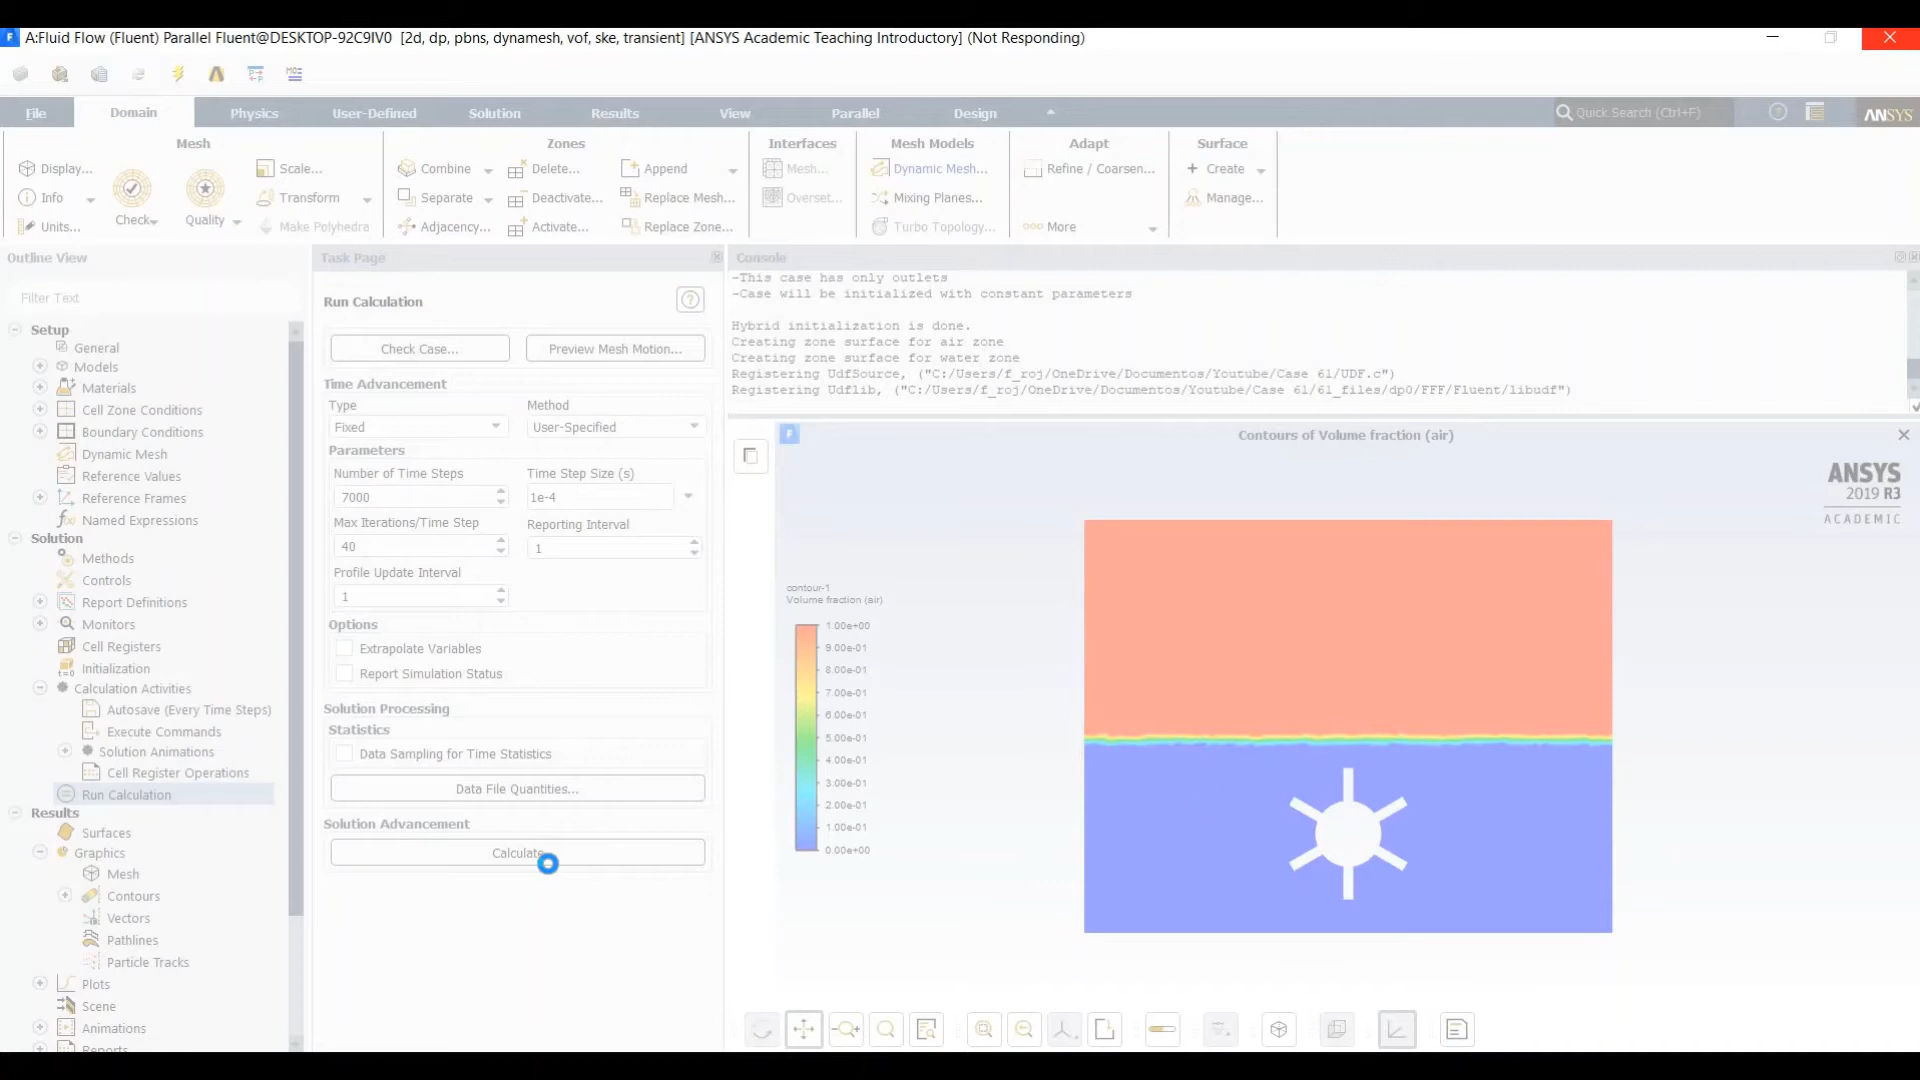 A:Fluid Flow (Fluent) Parallel Fluent@DESKTOP-92C9IV0 [2d, dp, pbns, dynamesh, vof, ske, transient] [ANSYS Academic Teaching Introductory] (Not Responding)
File
Domain
Physics
User-Defined
Solution
Results
View
Parallel
Design
Quick Search (Ctrl+F)
ANSYS
Mesh
Display...
Info
Units...
Check
Quality
Scale...
Transform
Make Polyhedra
Zones
Combine
Separate
Adjacency...
Delete...
Deactivate...
Activate...
Append
Replace Mesh...
Replace Zone...
Interfaces
Mesh...
Overset...
Mesh Models
Dynamic Mesh...
Mixing Planes...
Turbo Topology...
Adapt
Refine / Coarsen...
More
Surface
Create
Manage...
Outline View
Filter Text
Setup
General
Models
Materials
Cell Zone Conditions
Boundary Conditions
Dynamic Mesh
Reference Values
Reference Frames
Named Expressions
Solution
Methods
Controls
Report Definitions
Monitors
Cell Registers
Initialization
Calculation Activities
Autosave (Every Time Steps)
Execute Commands
Solution Animations
Cell Register Operations
Run Calculation
Results
Surfaces
Graphics
Mesh
Contours
Vectors
Pathlines
Particle Tracks
Plots
Scene
Animations
Reports
Task Page
Run Calculation
Check Case...
Preview Mesh Motion...
Time Advancement
Type
Method
Fixed
User-Specified
Parameters
Number of Time Steps
Time Step Size (s)
7000
1e-4
Max Iterations/Time Step
Reporting Interval
40
1
Profile Update Interval
1
Options
Extrapolate Variables
Report Simulation Status
Solution Processing
Statistics
Data Sampling for Time Statistics
Data File Quantities...
Solution Advancement
Calculate
Console
-This case has only outlets
-Case will be initialized with constant parameters
Hybrid initialization is done.
Creating zone surface for air zone
Creating zone surface for water zone
Registering UdfSource, ("C:/Users/f_roj/OneDrive/Documentos/Youtube/Case 61/UDF.c")
Registering Udflib, ("C:/Users/f_roj/OneDrive/Documentos/Youtube/Case 61/61_files/dp0/FFF/Fluent/libudf")
Contours of Volume fraction (air)
ANSYS
2019 R3
ACADEMIC
contour-1
Volume fraction (air)
1.00e+00
9.00e-01
8.00e-01
7.00e-01
6.00e-01
5.00e-01
4.00e-01
3.00e-01
2.00e-01
1.00e-01
0.00e+00